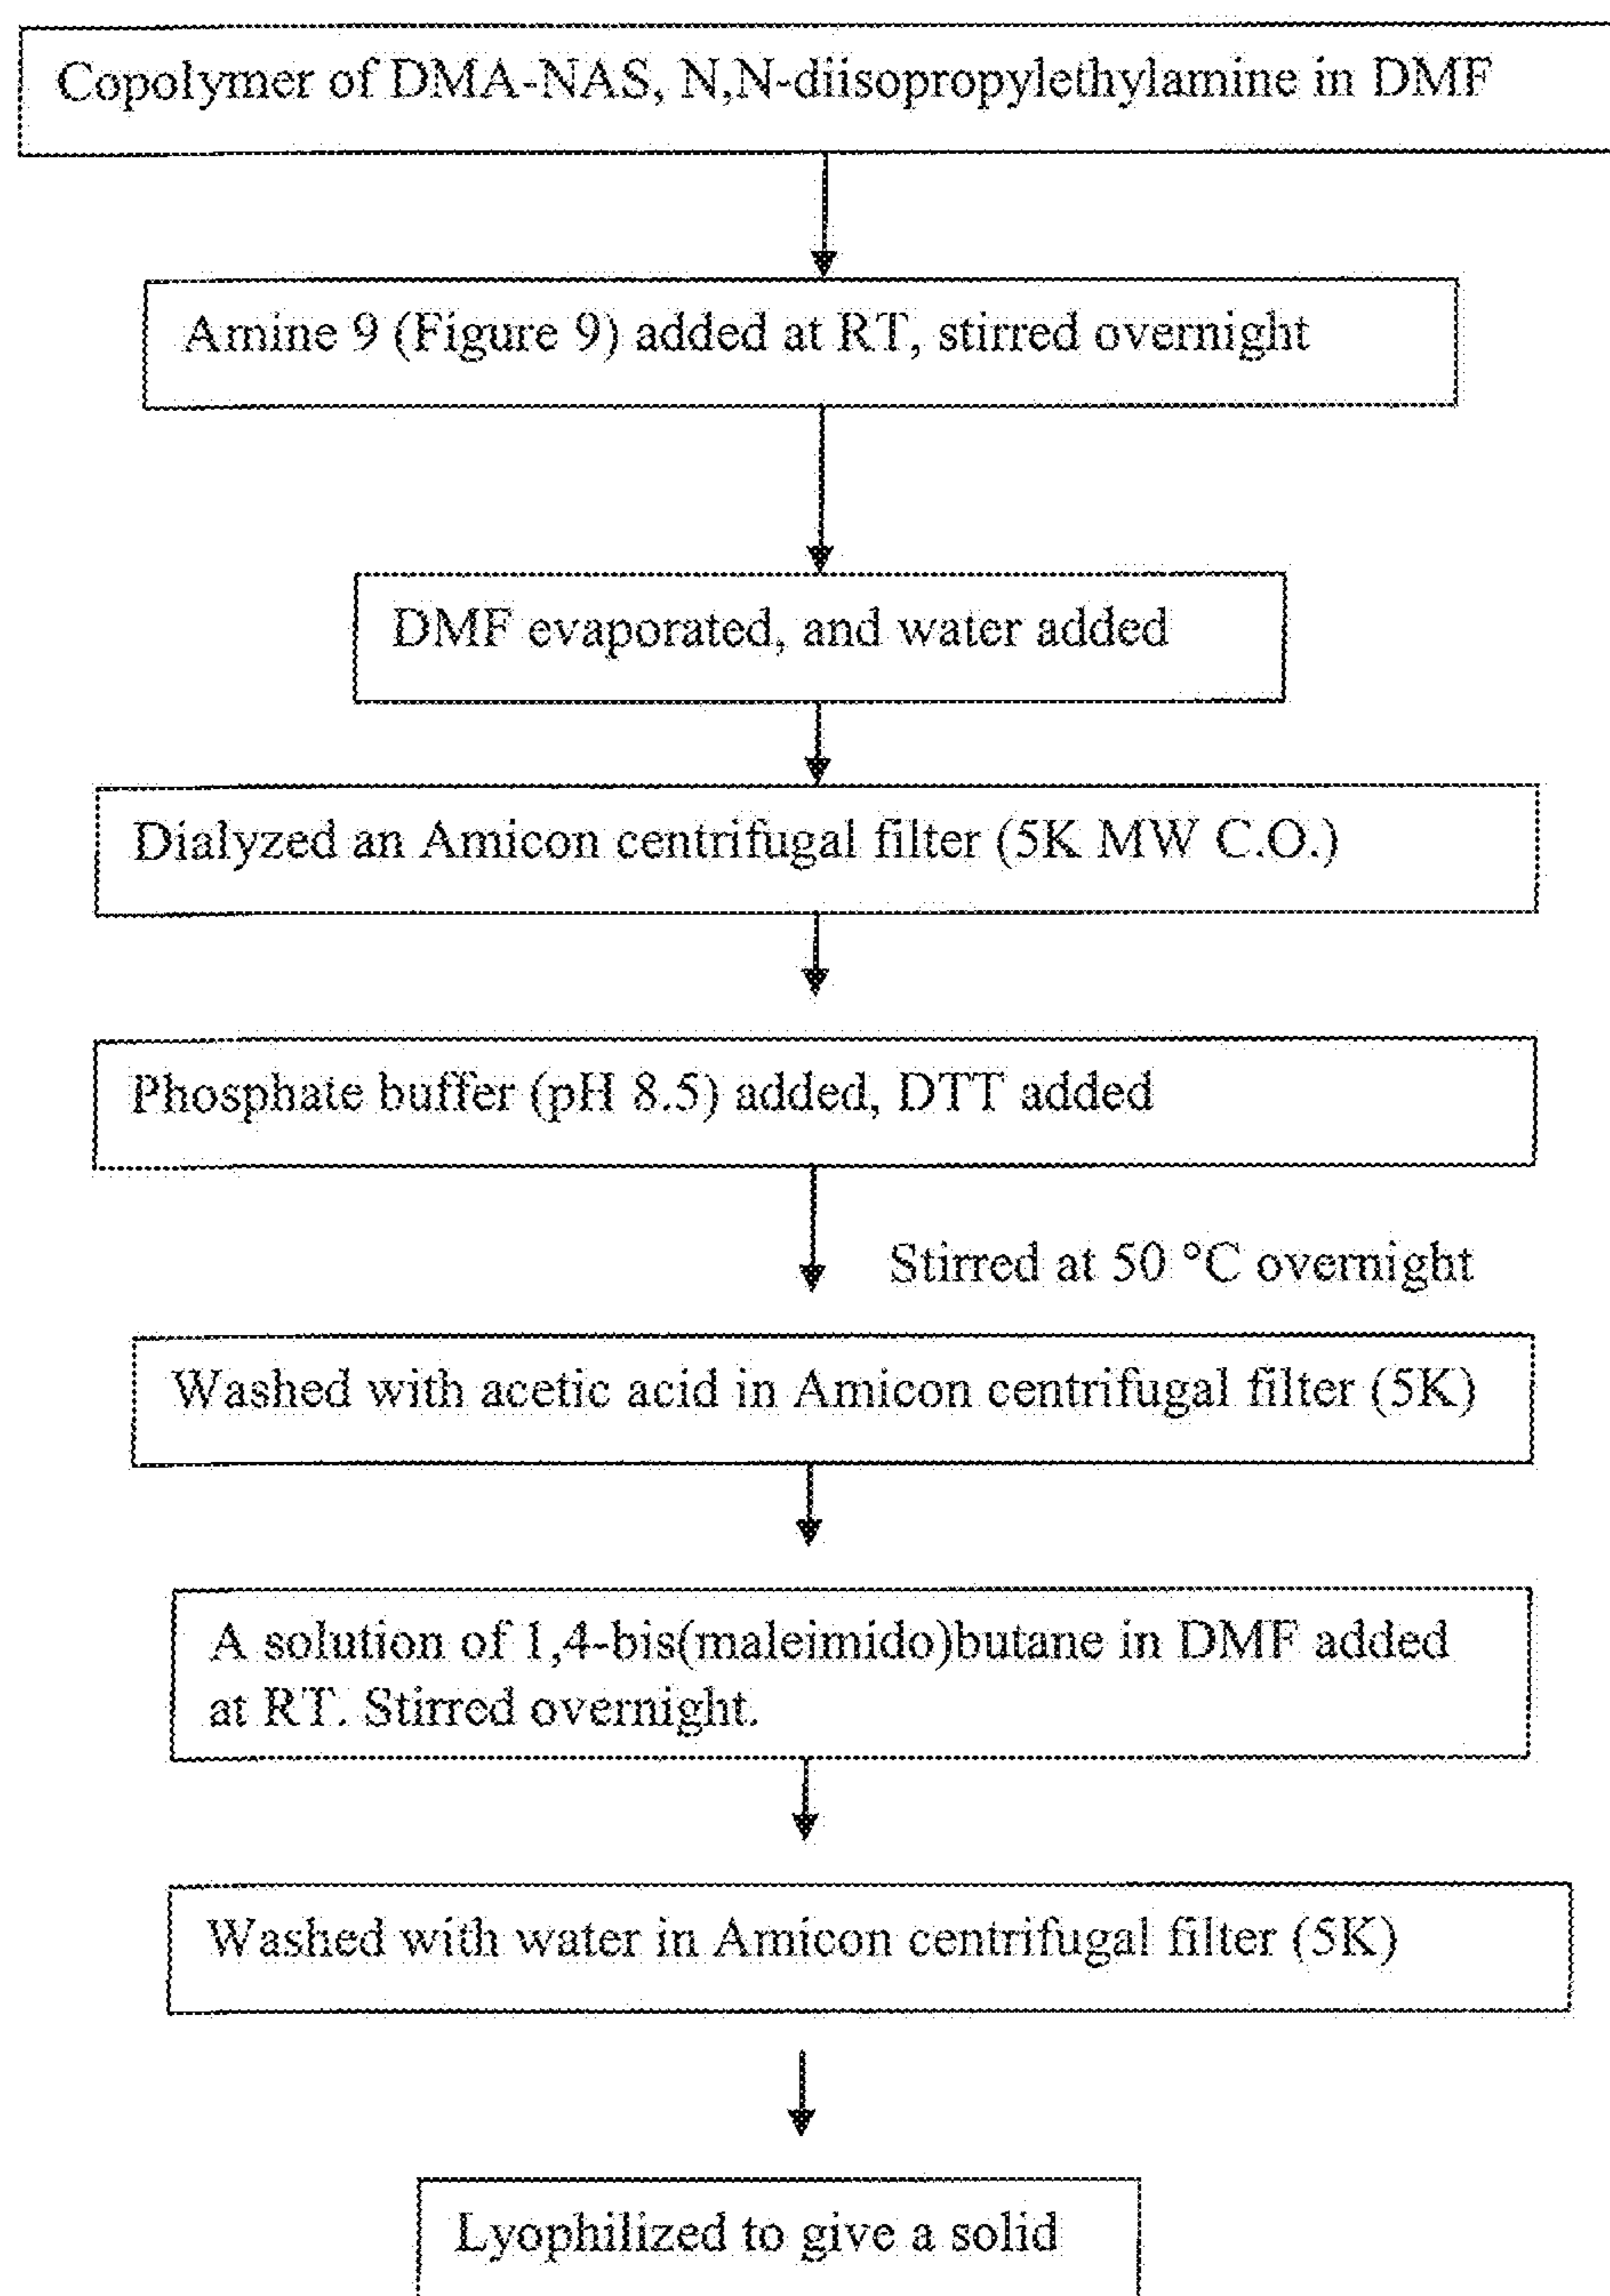 Copolymer of DMA-NAS, N,N-diisopropylethylamine in DMF
Amine 9 (Figure 9) added at RT, stirred overnight
DMF evaporated, and water added
Dialyzed an Amicon centrifugal filter (5K MW C.O.)
Phosphate buffer (pH 8.5) added, DTT added
Stirred at 50 °C overnight
Washed with acetic acid in Amicon centrifugal filter (5K)
A solution of 1,4-bis(maleimido)butane in DMF added
at RT. Stirred overnight.
Washed with water in Amicon centrifugal filter (5K)
Lyophilized to give a solid